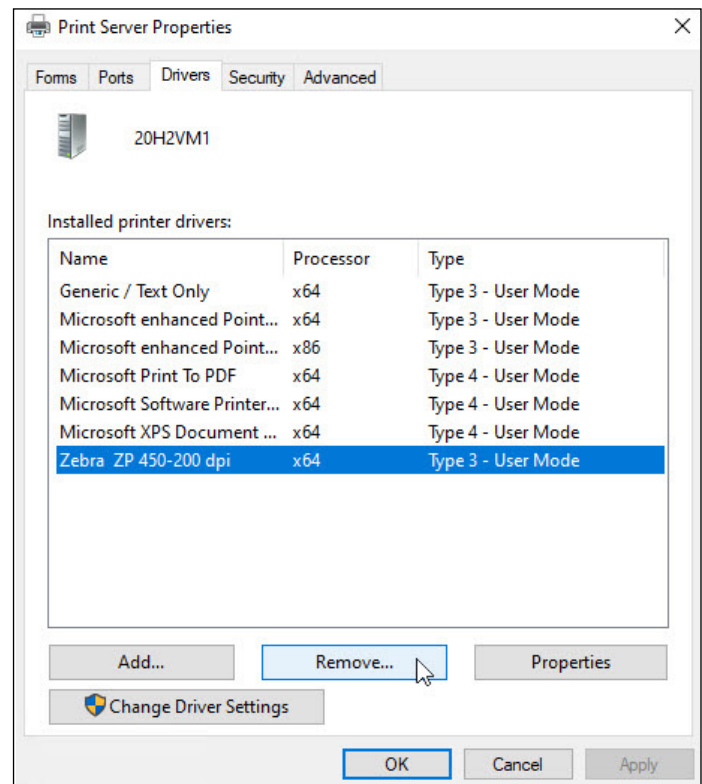 Print Server Properties
Forms Ports Drivers Security Advanced
20H2VM1
Installed printer drivers:
Name Processor Type
Generic / Text Only x64 Type 3 - User Mode
Microsoft enhanced Point... x64 Type 3 - User Mode
Microsoft enhanced Point... x86 Type 3 - User Mode
Microsoft Print To PDF x64 Type 4 - User Mode
Microsoft Software Printer... x64 Type 4 - User Mode
Microsoft XPS Document ... x64 Type 4 - User Mode
Zebra ZP 450-200 dpi x64 Type 3 - User Mode
Add... Remove... Properties
Change Driver Settings
OK Cancel Apply